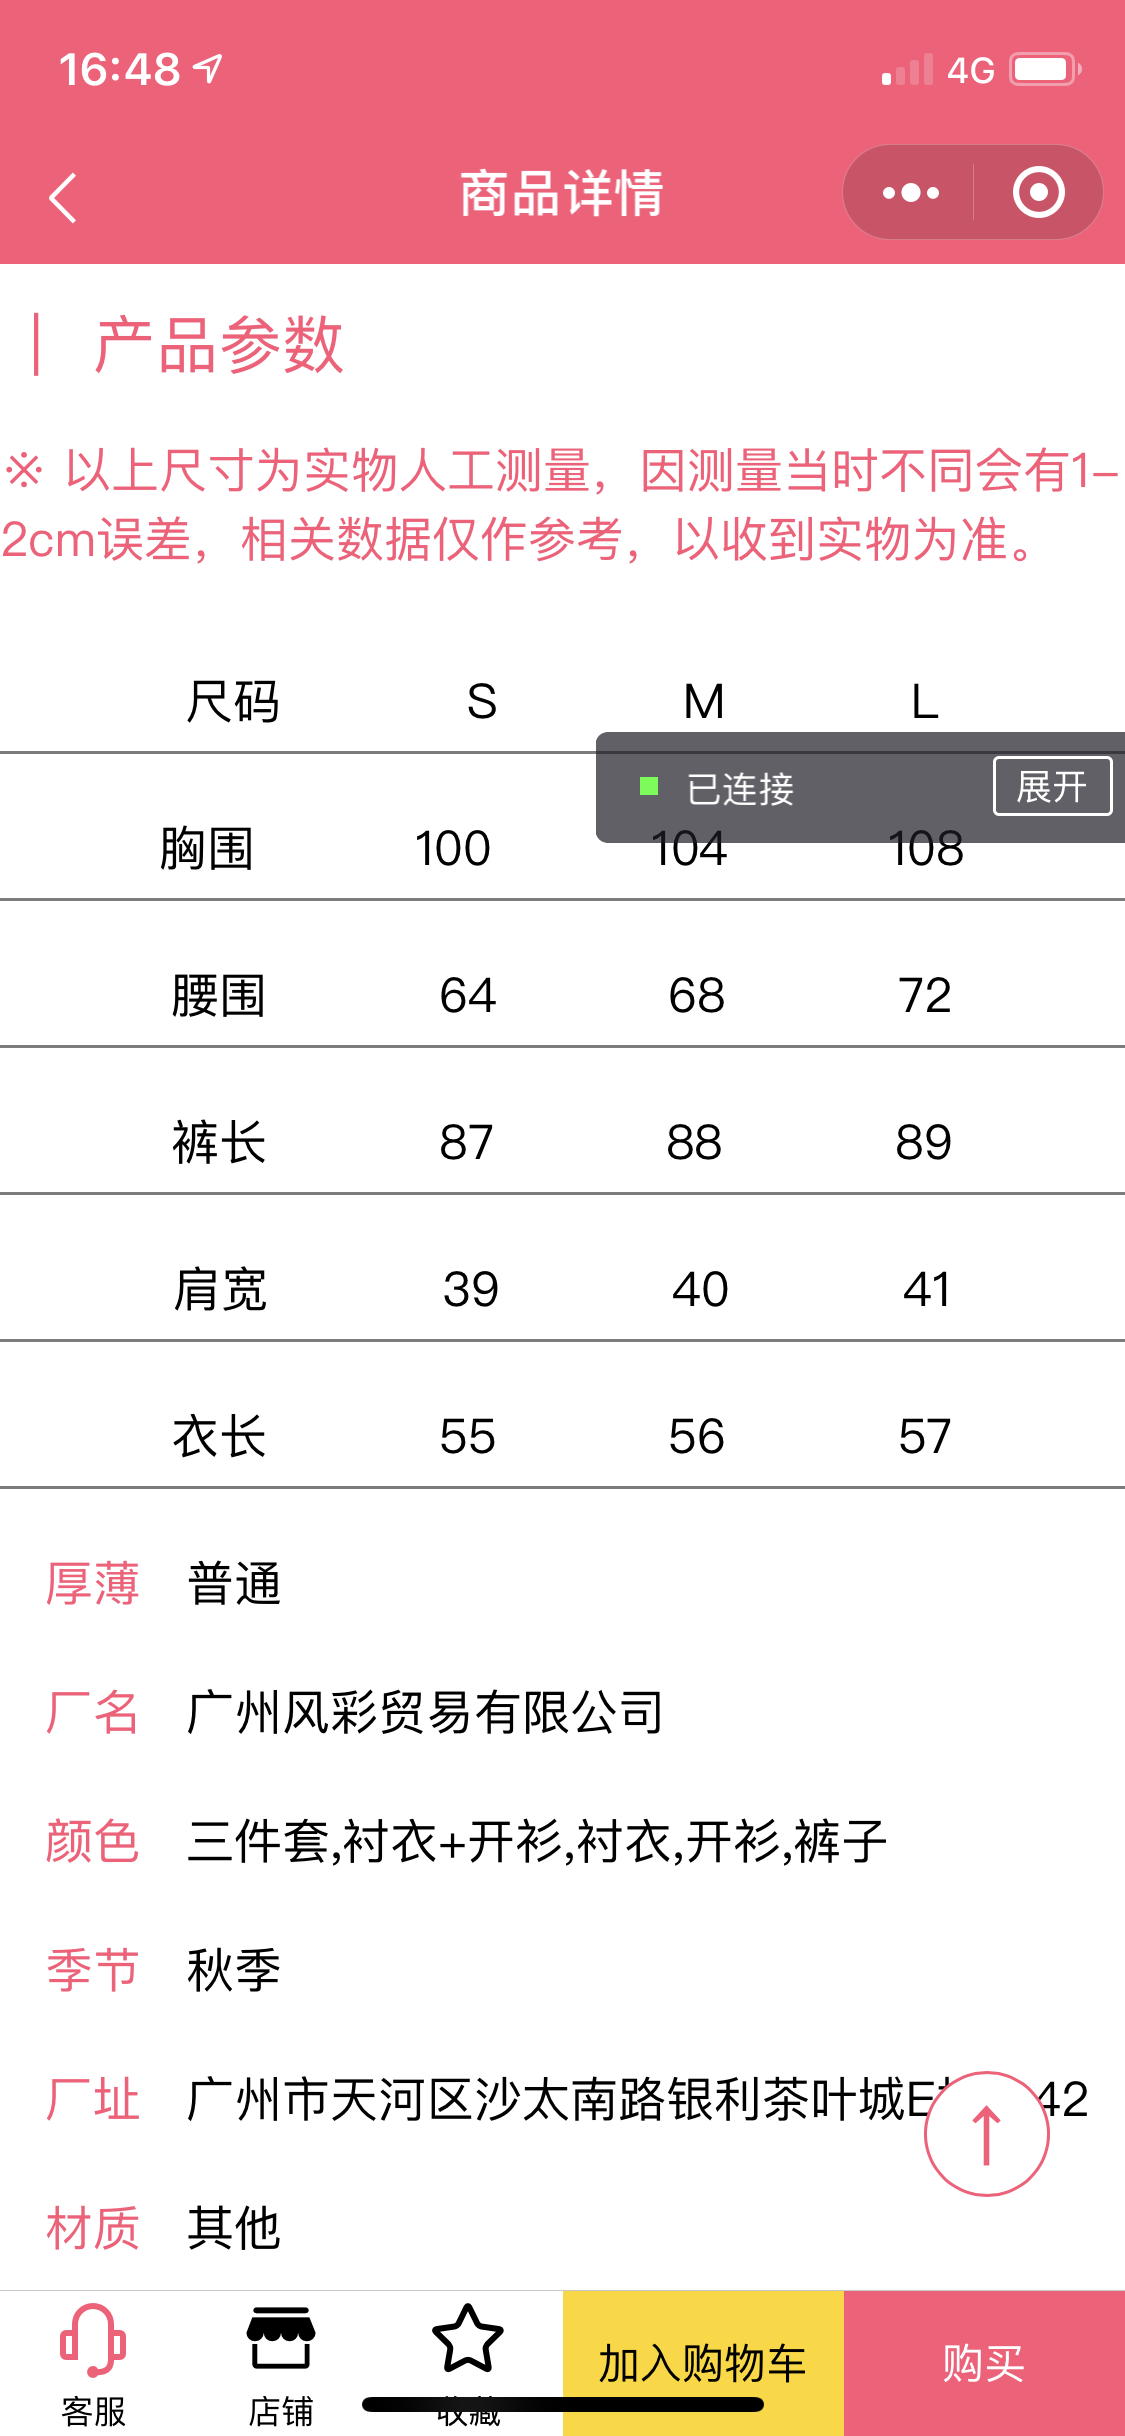 16:48
4G
商品详情
产品参数
※ 以上尺寸为实物人工测量，因测量当时不同会有1-
2cm误差，相关数据仅作参考，以收到实物为准。
尺码 S M L
已连接 展开
胸围 100 104 108
腰围 64 68 72
裤长 87 88 89
肩宽 39 40 41
衣长 55 56 57
厚薄 普通
厂名 广州风彩贸易有限公司
颜色 三件套,衬衣+开衫,衬衣,开衫,裤子
季节 秋季
厂址 广州市天河区沙太南路银利茶叶城E 42
材质 其他
客服 店铺 收藏 加入购物车 购买